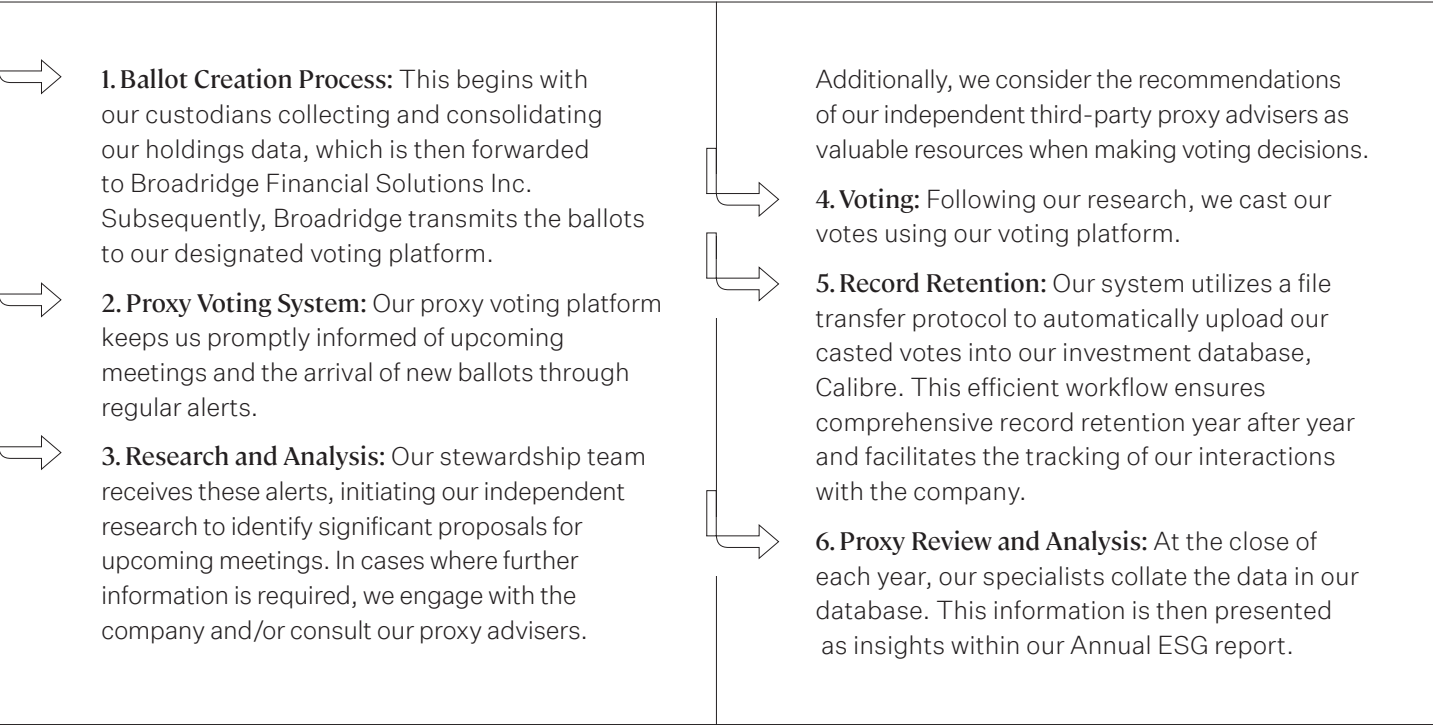 1. Ballot Creation Process: This begins with
our custodians collecting and consolidating
our holdings data, which is then forwarded
to Broadridge Financial Solutions Inc.
Subsequently, Broadridge transmits the ballots
to our designated voting platform.
2. Proxy Voting System: Our proxy voting platform
keeps us promptly informed of upcoming
meetings and the arrival of new ballots through
regular alerts.
3. Research and Analysis: Our stewardship team
receives these alerts, initiating our independent
research to identify significant proposals for
upcoming meetings. In cases where further
information is required, we engage with the
company and/or consult our proxy advisers.
Additionally, we consider the recommendations
of our independent third-party proxy advisers as
valuable resources when making voting decisions.
4. Voting: Following our research, we cast our
votes using our voting platform.
5. Record Retention: Our system utilizes a file
transfer protocol to automatically upload our
casted votes into our investment database,
Calibre. This efficient workflow ensures
comprehensive record retention year after year
and facilitates the tracking of our interactions
with the company.
6. Proxy Review and Analysis: At the close of
each year, our specialists collate the data in our
database. This information is then presented
as insights within our Annual ESG report.